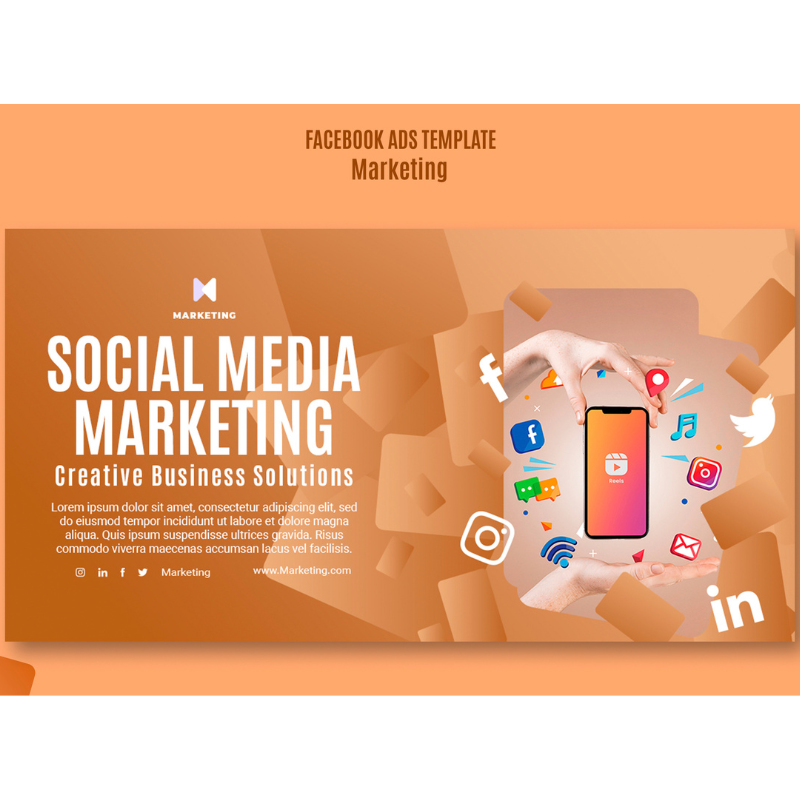 FACEBOOK ADS TEMPLATE
Marketing
MARKETING
SOCIAL MEDIA
MARKETING
Creative Business Solutions
Lorem ipsum dolor sit amet, consectetur adipiscing elit, sed
do eiusmod tempor incididunt ut labore et dolore magna
aliqua. Quis ipsum suspendisse ultrices gravida. Risus
commodo viverra maecenas accumsan lacus vel facilisis.
in f Marketing www.Marketing.com
f
f
Reels
in